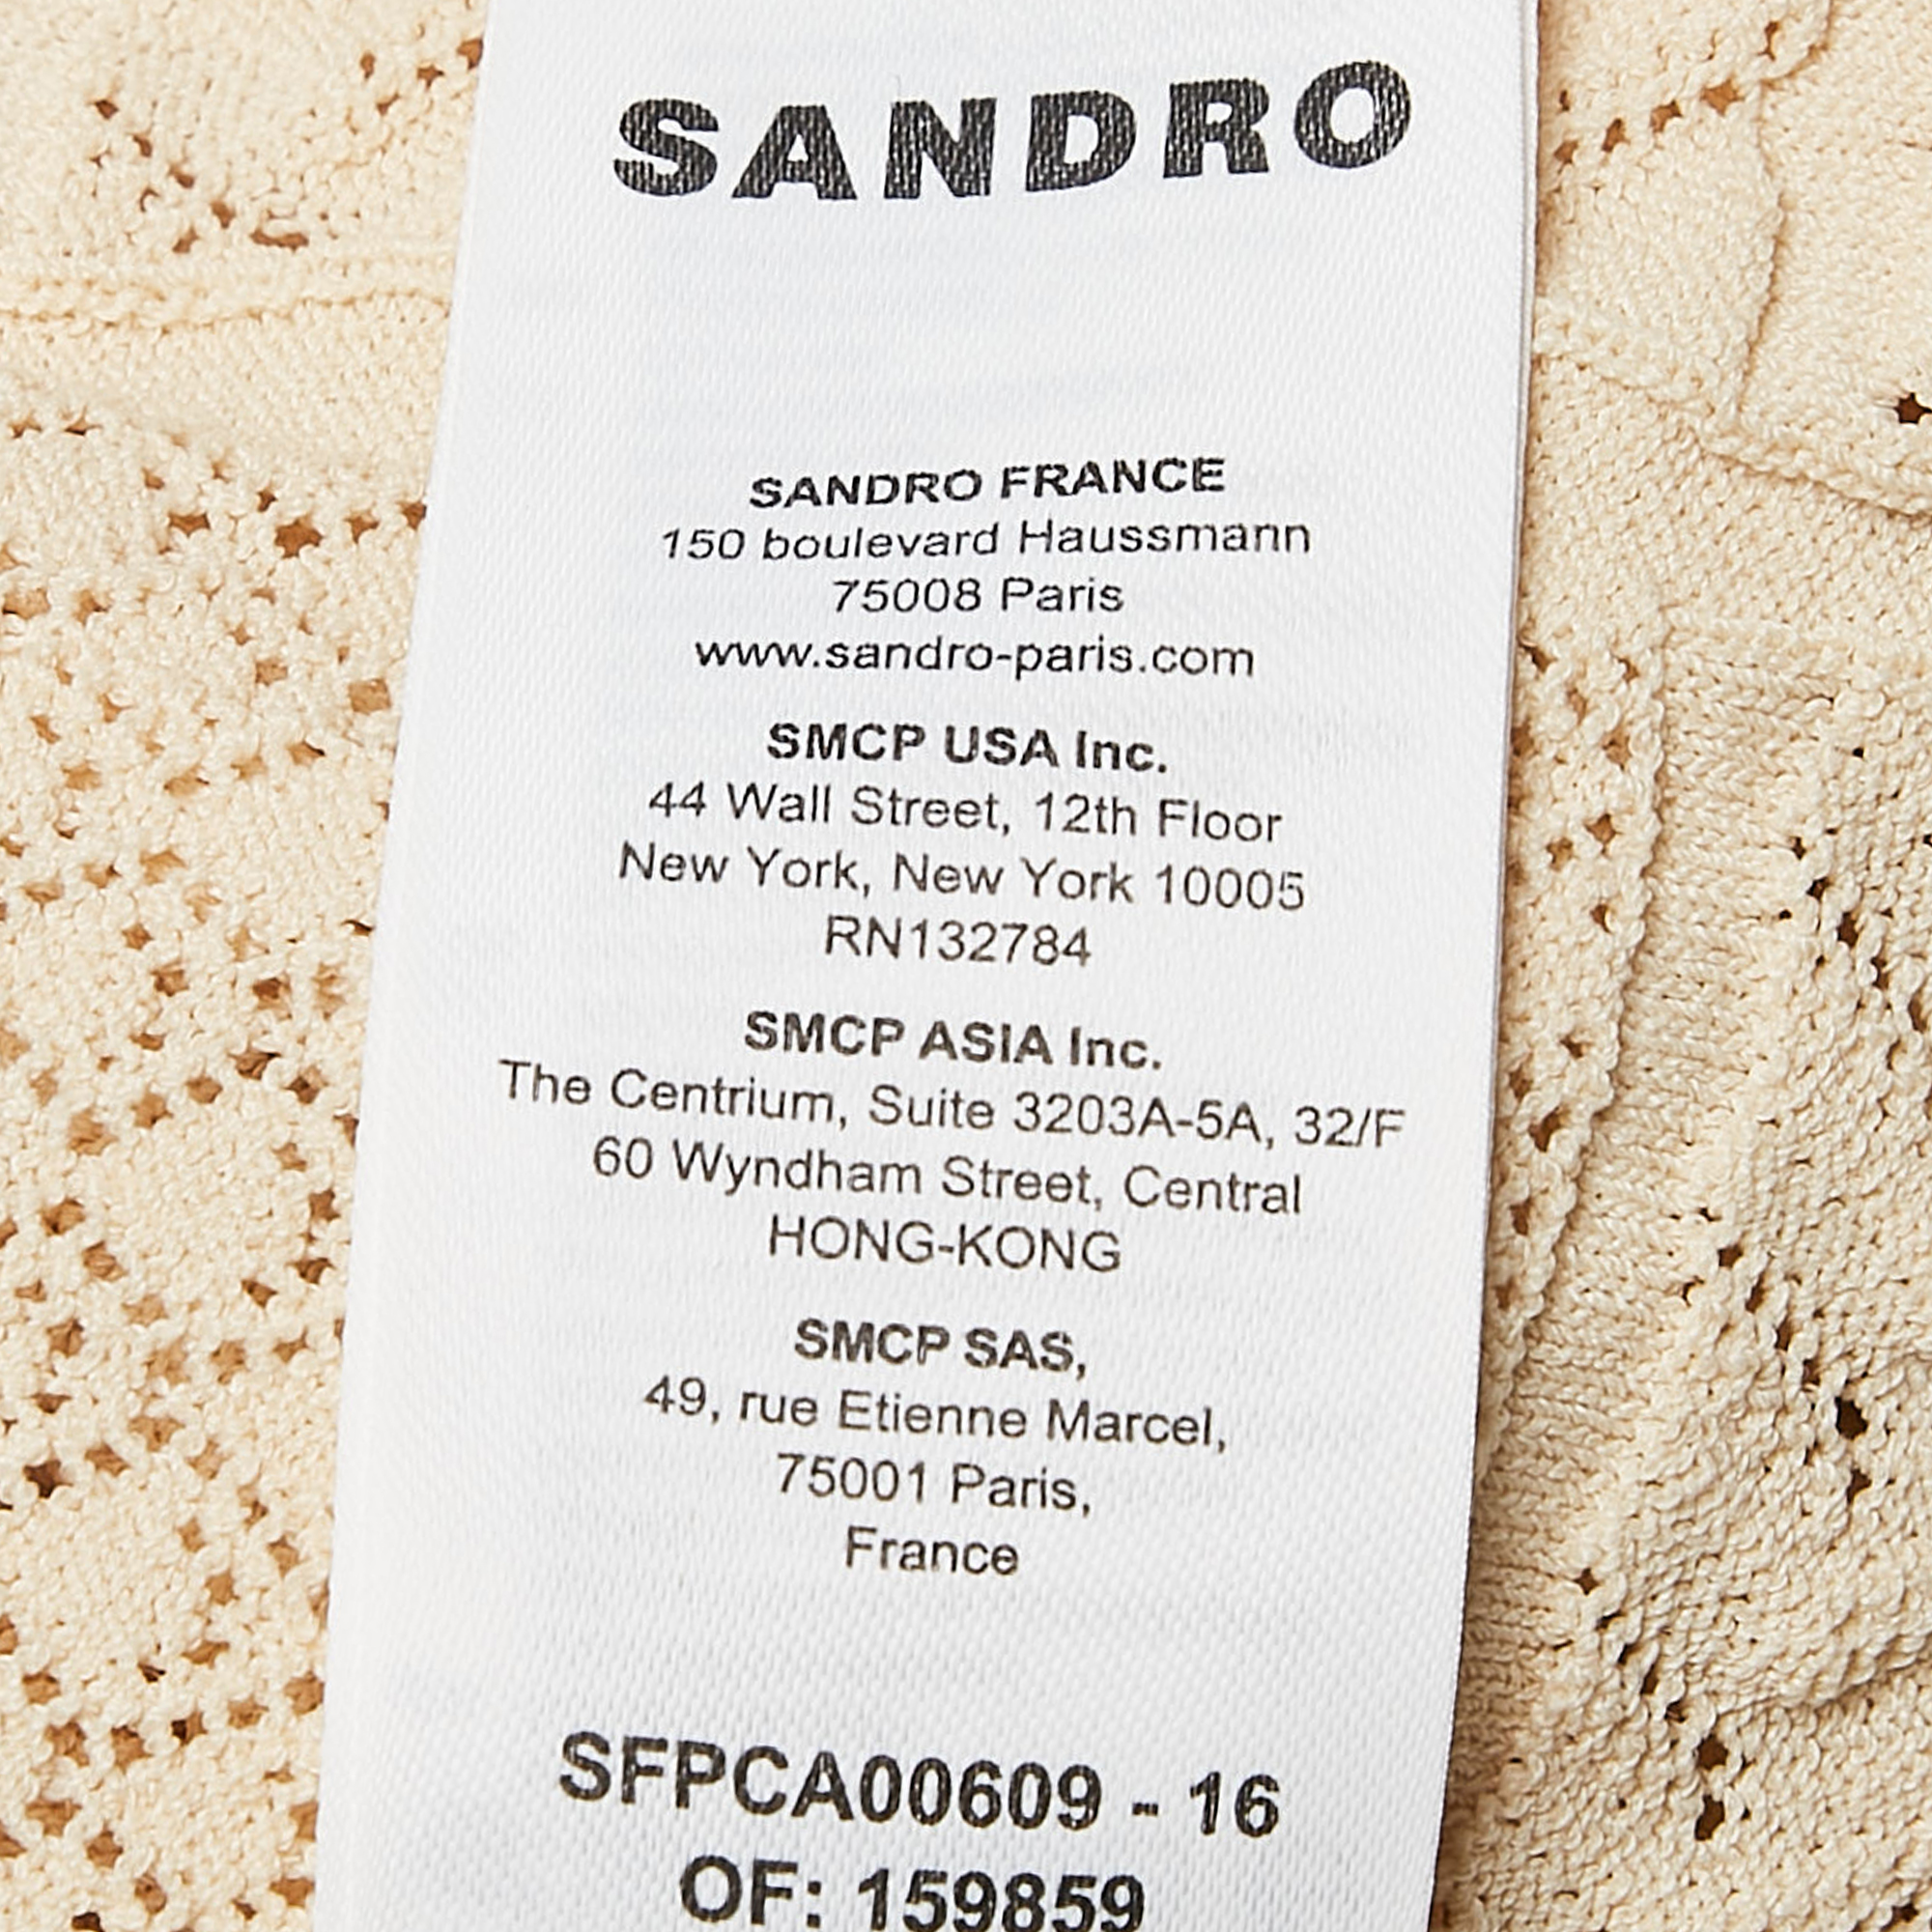 SANDRO
SANDRO FRANCE
150 boulevard Haussmann
75008 Paris
www.sandro-paris.com
SMCP USA Inc.
44 Wall Street, 12th Floor
New York, New York 10005
RN132784
SMCP ASIA Inc.
The Centrium, Suite 3203A-5A, 32/F
60 Wyndham Street, Central
HONG-KONG
SMCP SAS,
49, rue Etienne Marcel,
75001 Paris,
France
SFPCA00609 - 16
OF: 159859